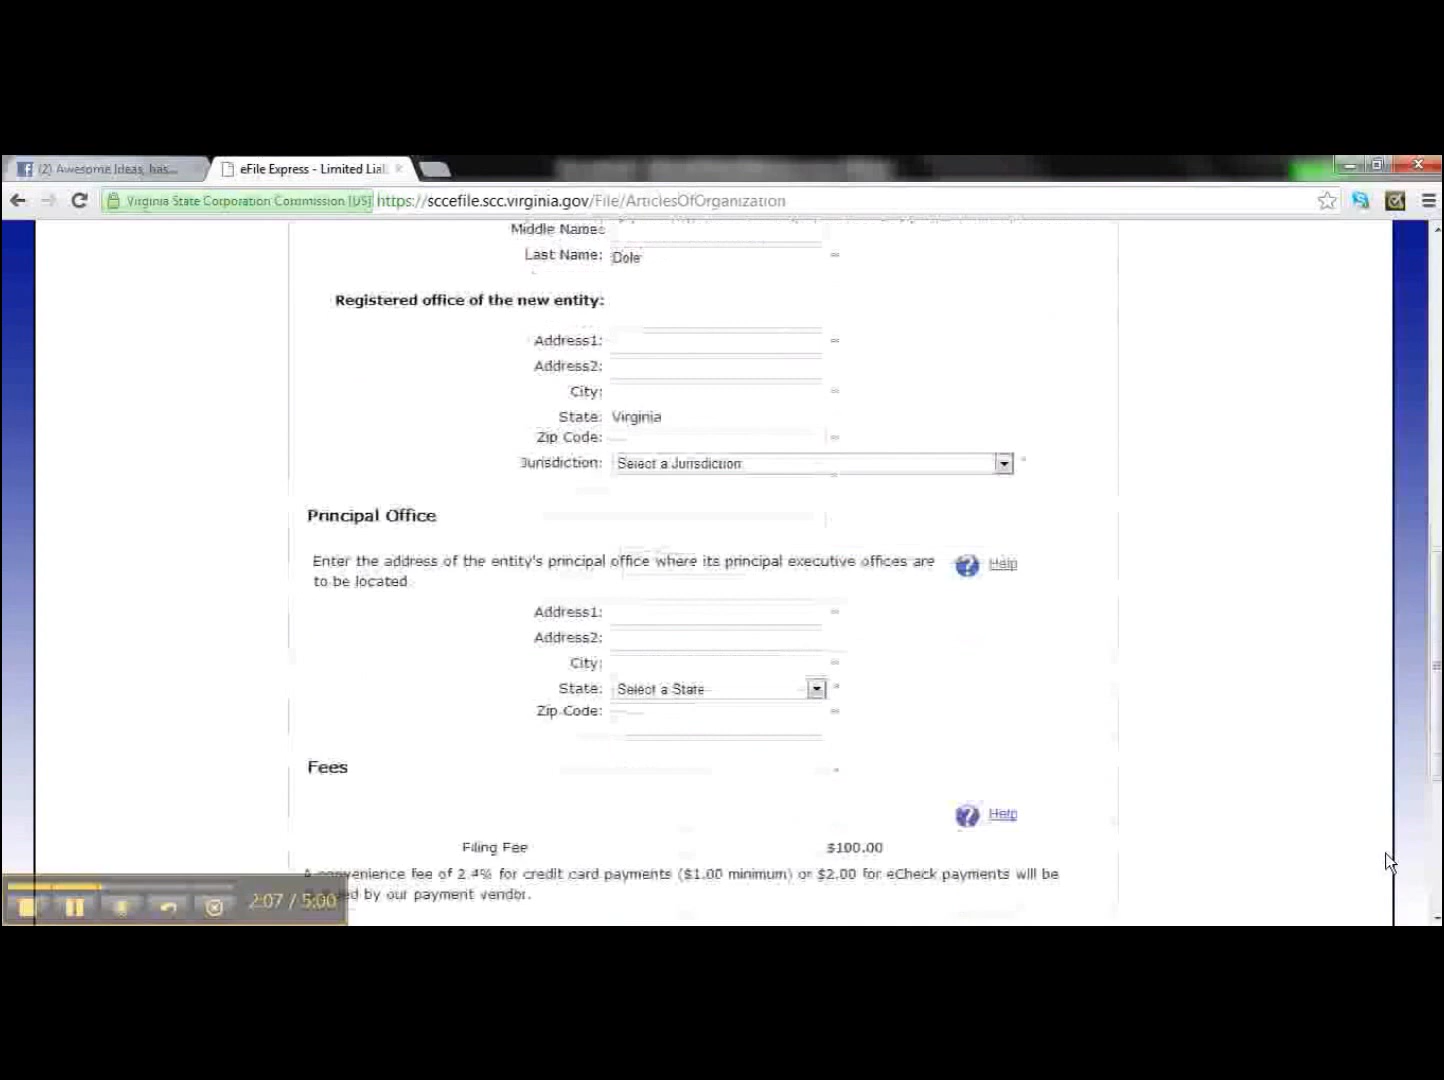 (2) Awesome Ideas, has...
eFile Express - Limited Lial
Virginia State Corporation Commission [US]
https://sccefile.scc.virginia.gov/File/ArticlesOfOrganization
Middle Name:
Last Name: Dole
Registered office of the new entity:
Address1:
Address2:
City:
State: Virginia
Zip Code:
Jurisdiction: Select a Jurisdiction
Principal Office
Enter the address of the entity's principal office where its principal executive offices are
to be located
Help
Address1:
Address2:
City:
State: Select a State
Zip Code:
Fees
Help
Filing Fee $100.00
A convenience fee of 2.4% for credit card payments ($1.00 minimum) or $2.00 for eCheck payments will be
by our payment vendor.
2:07 / 5:00